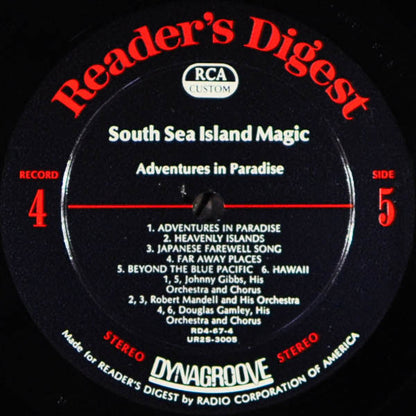 Reader's Digest
RCA
CUSTOM
South Sea Island Magic
Adventures in Paradise
RECORD
4
SIDE
5
1. ADVENTURES IN PARADISE
2. HEAVENLY ISLANDS
3. JAPANESE FAREWELL SONG
4. FAR AWAY PLACES
5. BEYOND THE BLUE PACIFIC 6. HAWAII
1, 5, Johnny Gibbs, His
Orchestra and Chorus
2, 3, Robert Mandell and His Orchestra
4, 6, Douglas Gamley, His
Orchestra and Chorus
RD4-67-4
UR2S-3005
STEREO
STEREO
DYNAGROOVE
Made for READER'S DIGEST by RADIO CORPORATION OF AMERICA